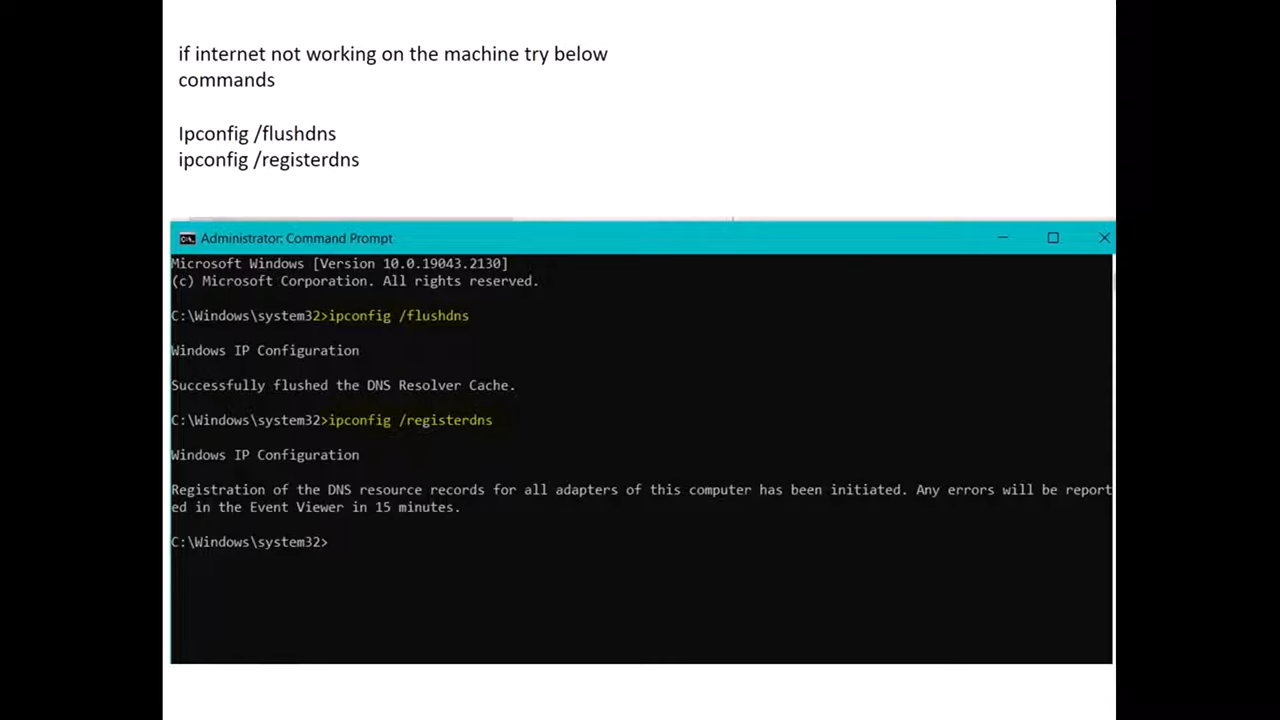 if internet not working on the machine try below
commands
Ipconfig /flushdns
ipconfig /registerdns
Administrator: Command Prompt
Microsoft Windows [Version 10.0.19043.2130]
(c) Microsoft Corporation. All rights reserved.
C:\Windows\system32>ipconfig /flushdns
Windows IP Configuration
Successfully flushed the DNS Resolver Cache.
C:\Windows\system32>ipconfig /registerdns
Windows IP Configuration
Registration of the DNS resource records for all adapters of this computer has been initiated. Any errors will be report
ed in the Event Viewer in 15 minutes.
C:\Windows\system32>